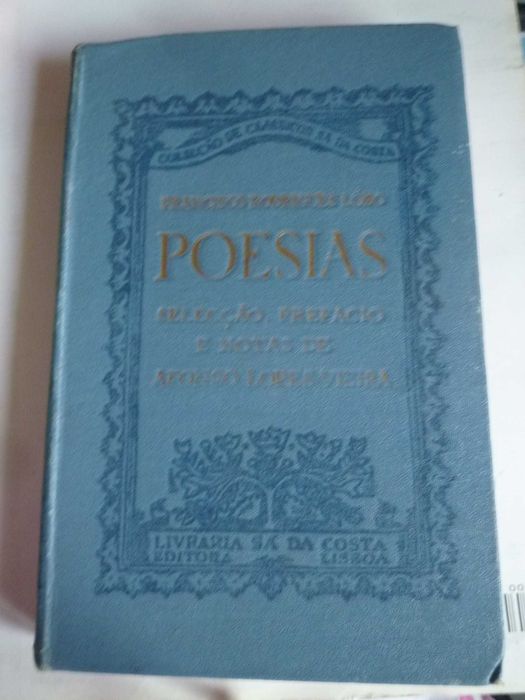 COLECÇÃO DE CLÁSSICOS SÁ DA COSTA
FRANCISCO RODRIGUES LOBO
POESIAS
SELECÇÃO, PREFÁCIO
E NOTAS DE
AFONSO LOPES VIEIRA
LIVRARIA SÁ DA COSTA
EDITORA LISBOA